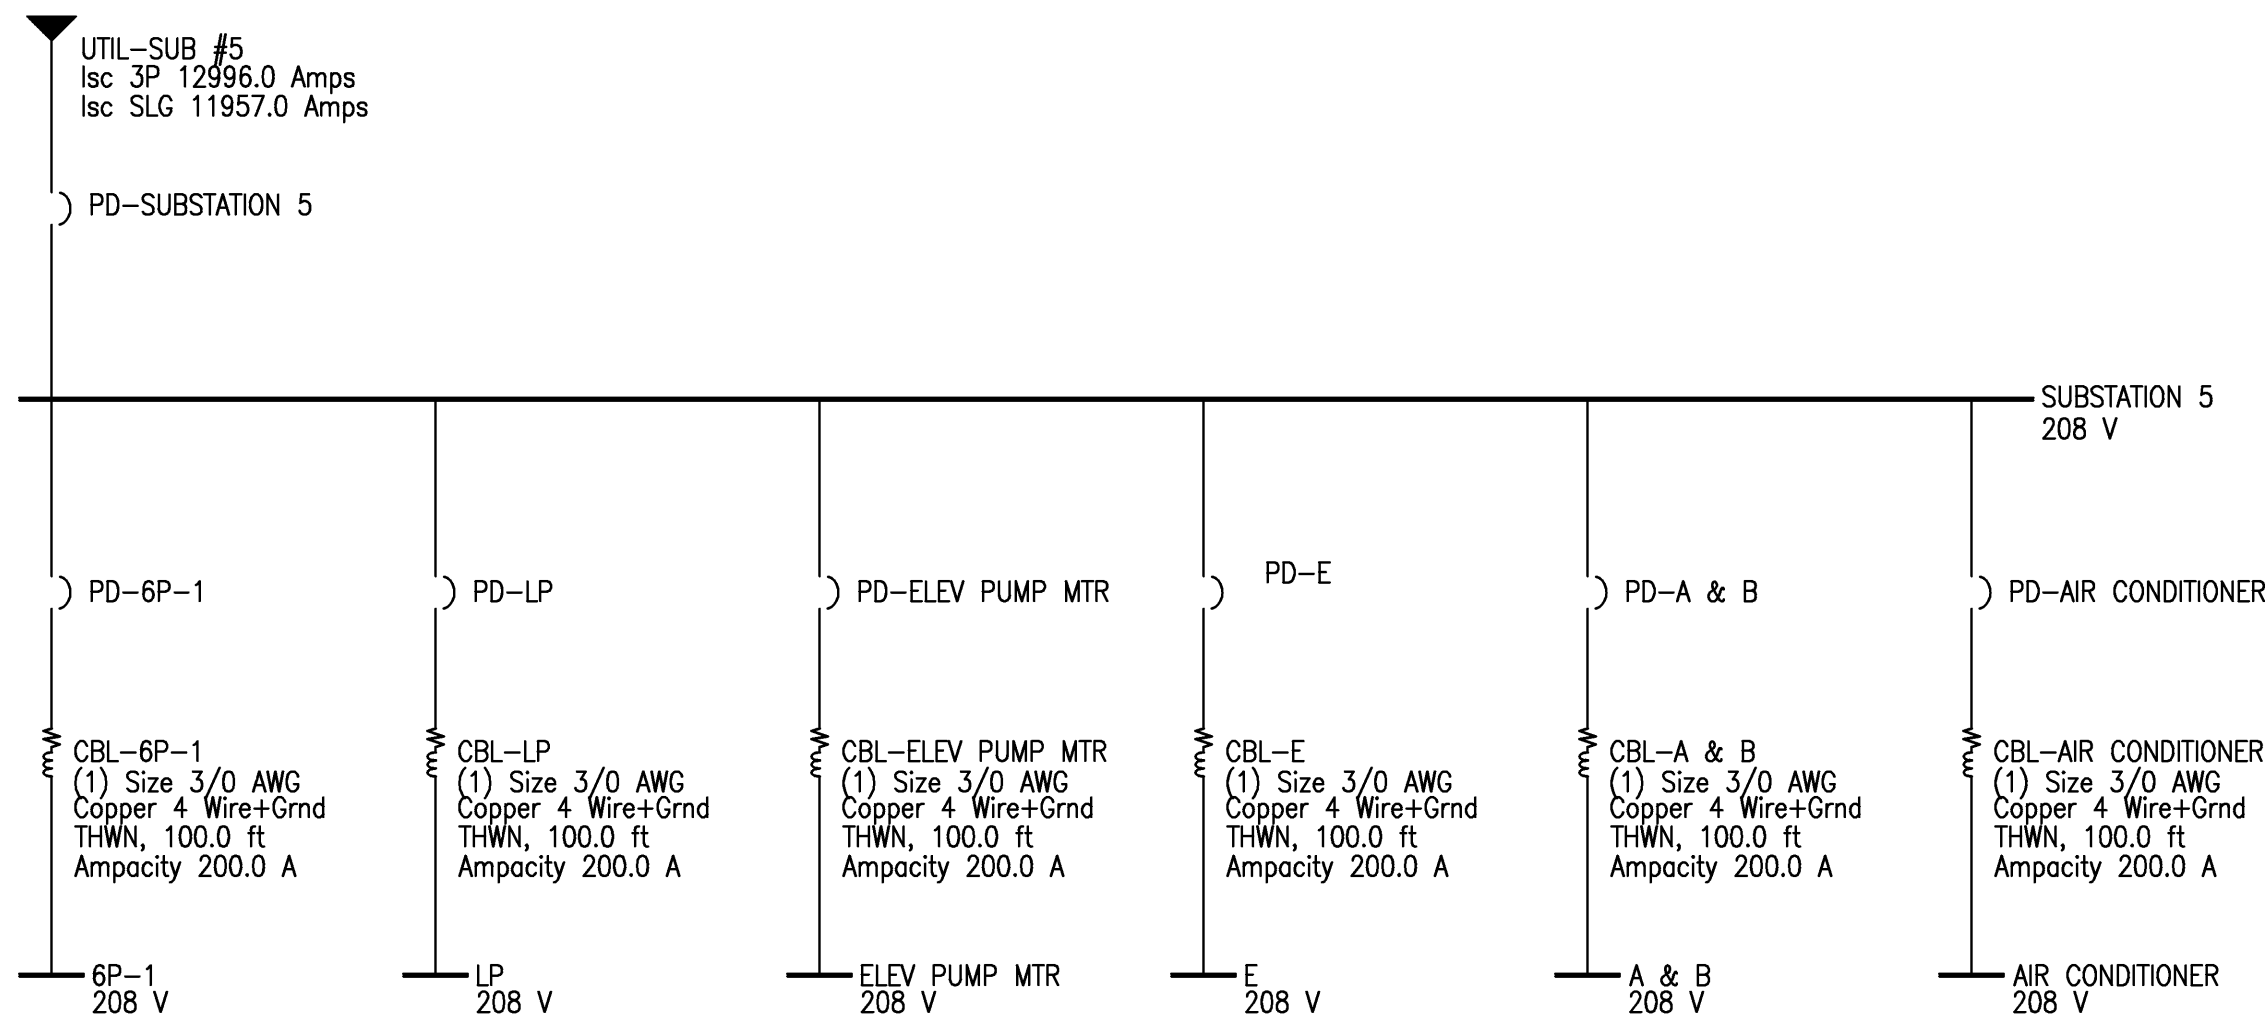 UTIL-SUB #5
Isc 3P 12996.0 Amps
Isc SLG 11957.0 Amps
PD-SUBSTATION 5
SUBSTATION 5
208 V
PD-6P-1
PD-LP
PD-ELEV PUMP MTR
PD-E
PD-A & B
PD-AIR CONDITIONER
CBL-6P-1
(1) Size 3/0 AWG
Copper 4 Wire+Grnd
THWN, 100.0 ft
Ampacity 200.0 A
CBL-LP
(1) Size 3/0 AWG
Copper 4 Wire+Grnd
THWN, 100.0 ft
Ampacity 200.0 A
CBL-ELEV PUMP MTR
(1) Size 3/0 AWG
Copper 4 Wire+Grnd
THWN, 100.0 ft
Ampacity 200.0 A
CBL-E
(1) Size 3/0 AWG
Copper 4 Wire+Grnd
THWN, 100.0 ft
Ampacity 200.0 A
CBL-A & B
(1) Size 3/0 AWG
Copper 4 Wire+Grnd
THWN, 100.0 ft
Ampacity 200.0 A
CBL-AIR CONDITIONER
(1) Size 3/0 AWG
Copper 4 Wire+Grnd
THWN, 100.0 ft
Ampacity 200.0 A
6P-1
208 V
LP
208 V
ELEV PUMP MTR
208 V
E
208 V
A & B
208 V
AIR CONDITIONER
208 V